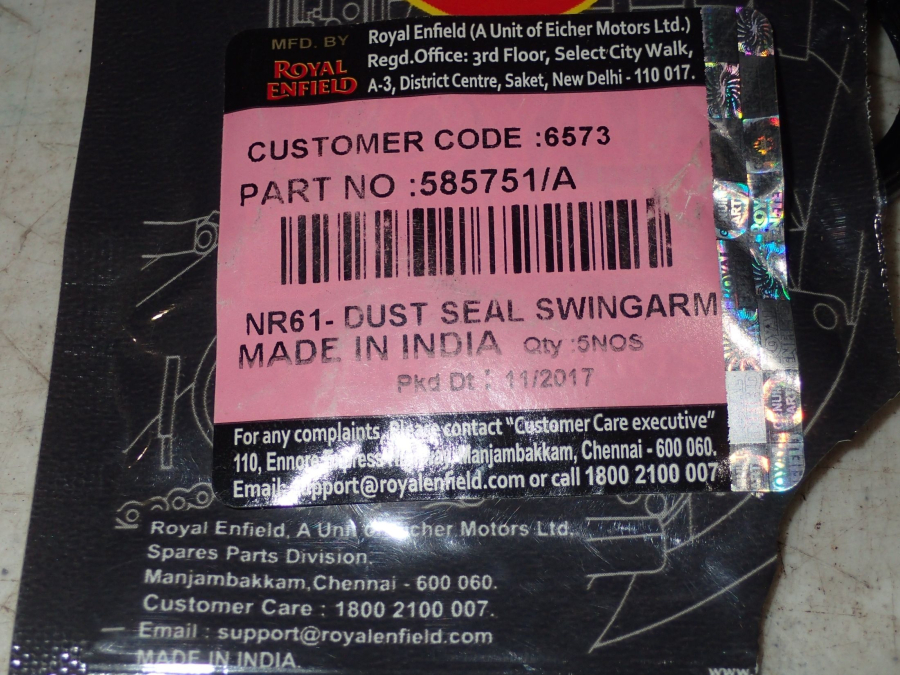 MFD. BY
ROYAL
ENFIELD
Royal Enfield (A Unit of Eicher Motors Ltd.)
Regd.Office: 3rd Floor, Select City Walk,
A-3, District Centre, Saket, New Delhi - 110 017.
CUSTOMER CODE :6573
PART NO :585751/A
NR61- DUST SEAL SWINGARM
MADE IN INDIA Qty :5NOS
Pkd Dt : 11/2017
For any complaints, Please contact "Customer Care executive"
110, Ennore Manjambakkam, Chennai - 600 060.
Email: support@royalenfield.com or call 1800 2100 007
Royal Enfield, A Unit of Eicher Motors Ltd.
Spares Parts Division.
Manjambakkam,Chennai - 600 060.
Customer Care : 1800 2100 007.
Email : support@royalenfield.com
MADE IN INDIA.
www.